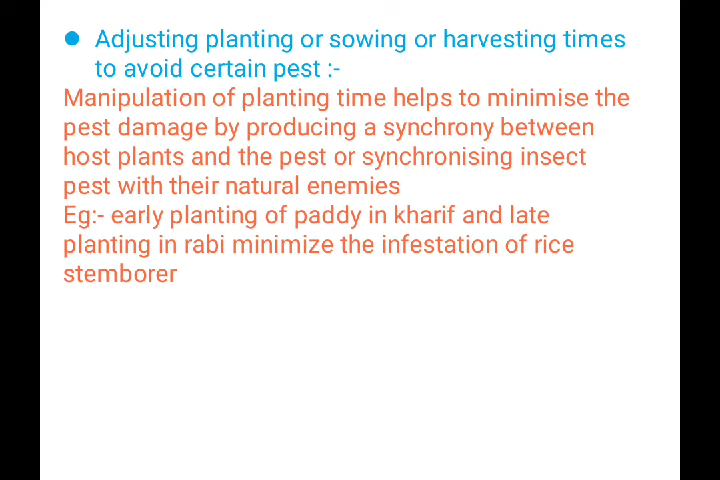 Adjusting planting or sowing or harvesting times
to avoid certain pest :-
Manipulation of planting time helps to minimise the
pest damage by producing a synchrony between
host plants and the pest or synchronising insect
pest with their natural enemies
Eg:- early planting of paddy in kharif and late
planting in rabi minimize the infestation of rice
stemborer